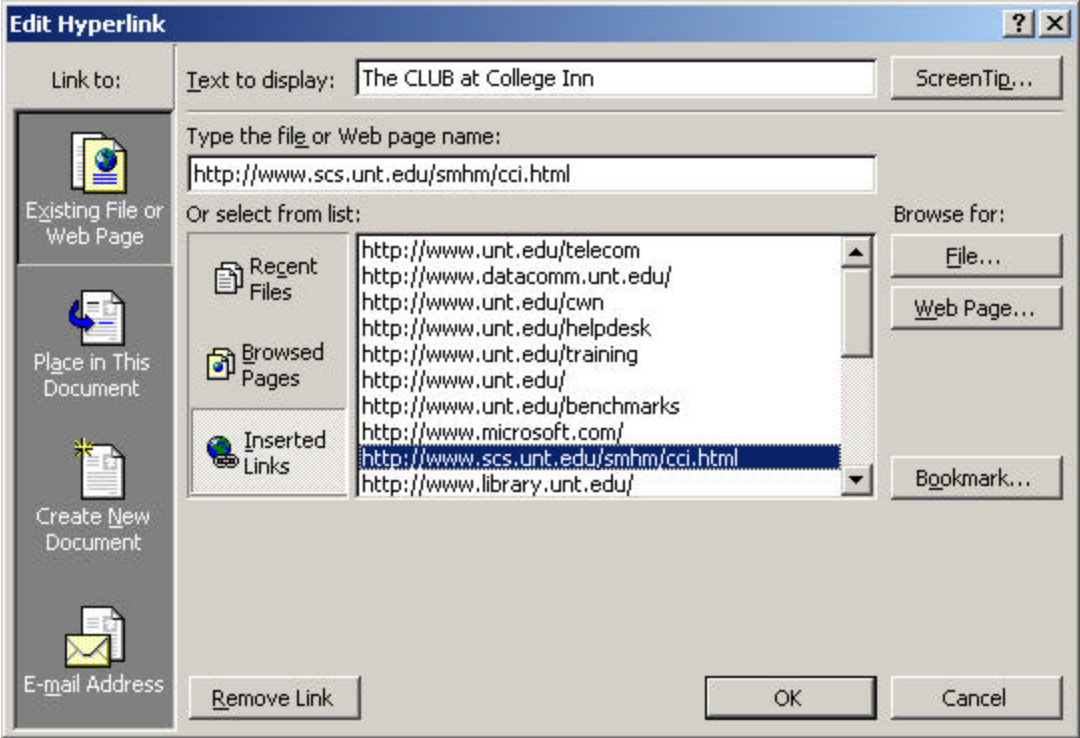 Edit Hyperlink
Link to:
Text to display:
The CLUB at College Inn
ScreenTip...
Type the file or Web page name:
http://www.scs.unt.edu/smhm/cci.html
Existing File or
Web Page
Or select from list:
Browse for:
Recent
Files
Browsed
Pages
Inserted
Links
http://www.unt.edu/telecom
http://www.datacomm.unt.edu/
http://www.unt.edu/cwn
http://www.unt.edu/helpdesk
http://www.unt.edu/training
http://www.unt.edu/
http://www.unt.edu/benchmarks
http://www.microsoft.com/
http://www.scs.unt.edu/smhm/cci.html
http://www.library.unt.edu/
File...
Web Page...
Bookmark...
Place in This
Document
Create New
Document
E-mail Address
Remove Link
OK
Cancel